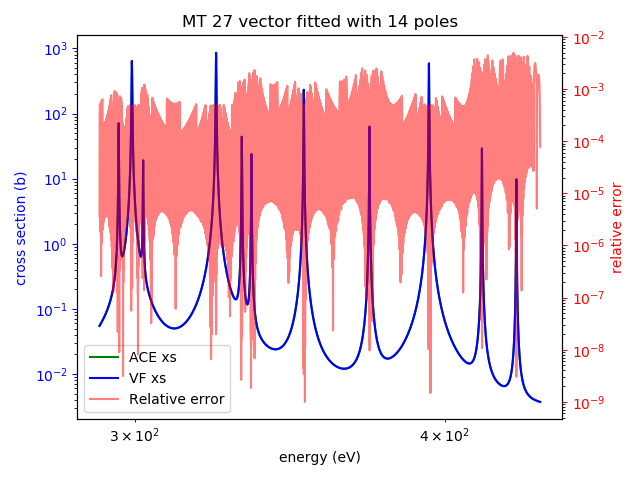 MT 27 vector fitted with 14 poles
10³
10²
10¹
10⁰
10⁻¹
10⁻²
cross section (b)
10⁻²
10⁻³
10⁻⁴
10⁻⁵
10⁻⁶
10⁻⁷
10⁻⁸
10⁻⁹
relative error
ACE xs
VF xs
Relative error
3 × 10²
4 × 10²
energy (eV)